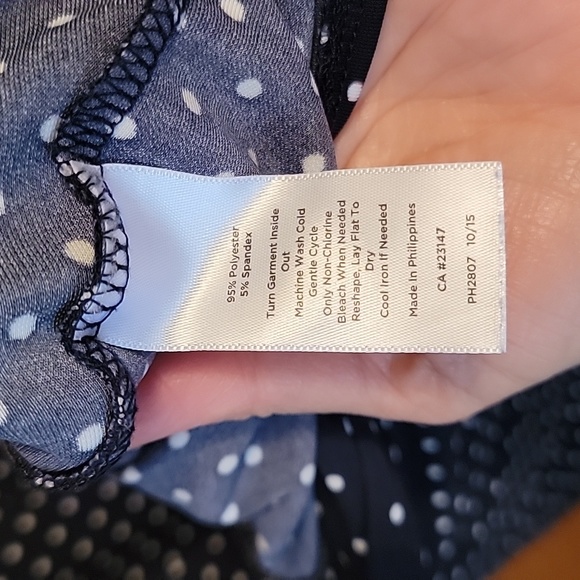 95% Polyester
5% Spandex
Turn Garment Inside
Out
Machine Wash Cold
Gentle Cycle
Only Non-Chlorine
Bleach When Needed
Reshape, Lay Flat To
Dry
Cool Iron If Needed
Made In Philippines
CA #23147
PH2807 10/15